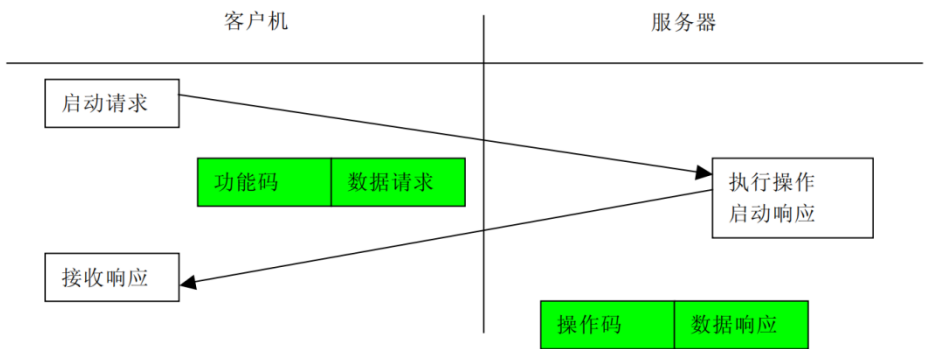 客户机
服务器
启动请求
功能码 数据请求
执行操作
启动响应
接收响应
操作码 数据响应